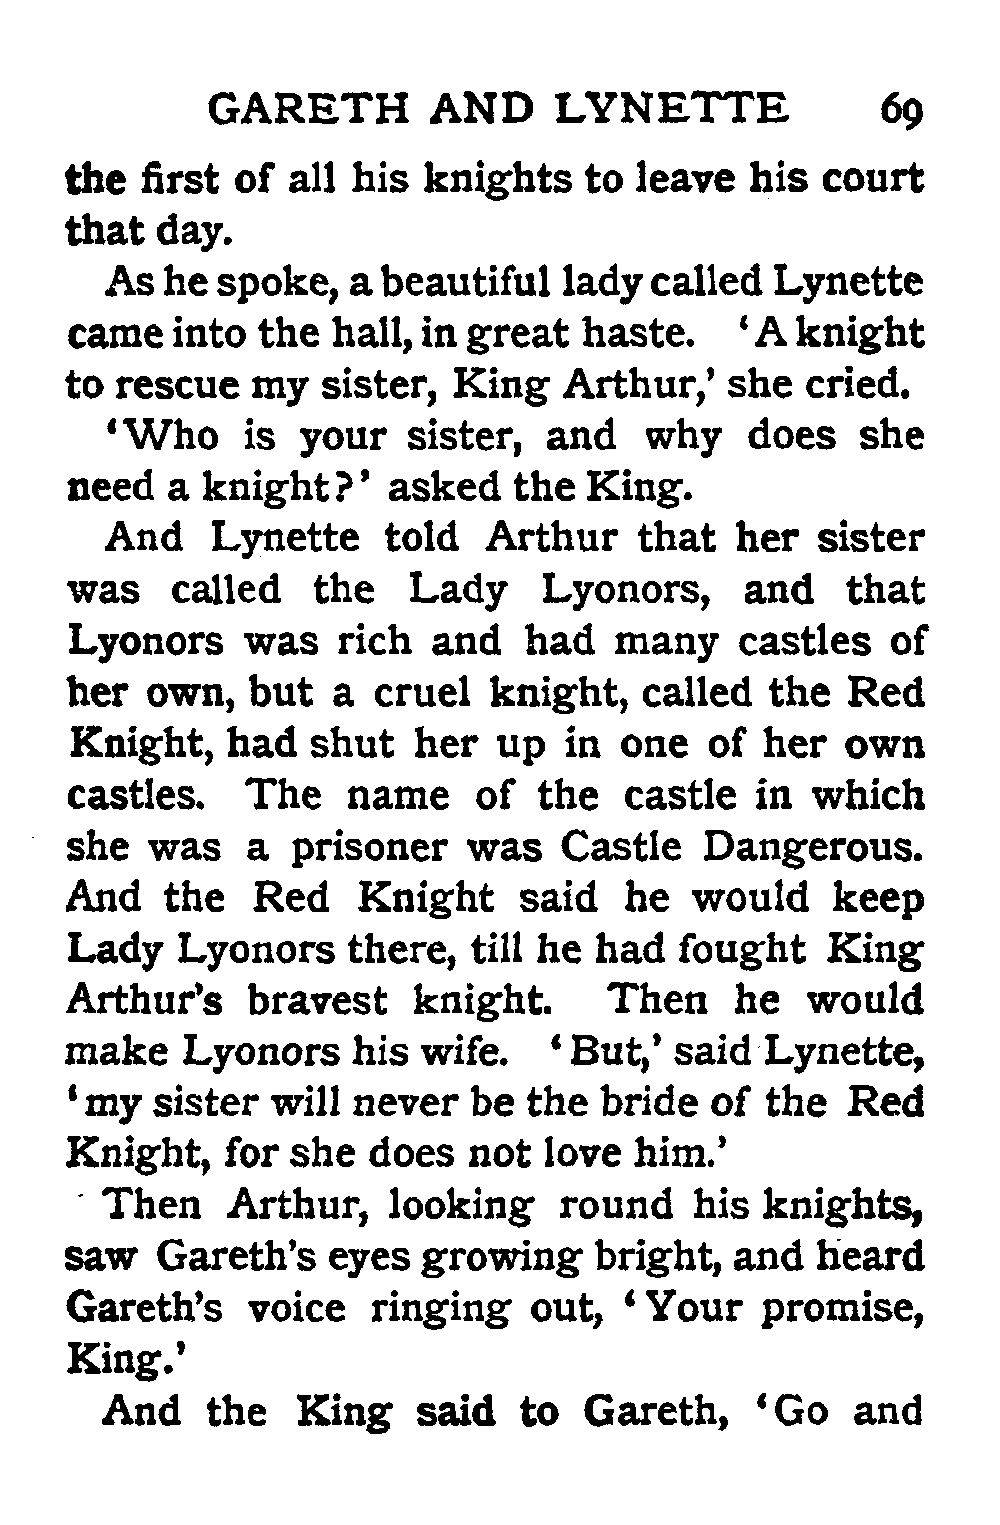 GARETH AND LYNETTE 69
the first of all his knights to leave his court
that day.
As he spoke, a beautiful lady called Lynette
came into the hall, in great haste. ‘A knight
to rescue my sister, King Arthur,’ she cried.
‘Who is your sister, and why does she
need a knight?’ asked the King.
And Lynette told Arthur that her sister
was called the Lady Lyonors, and that
Lyonors was rich and had many castles of
her own, but a cruel knight, called the Red
Knight, had shut her up in one of her own
castles. The name of the castle in which
she was a prisoner was Castle Dangerous.
And the Red Knight said he would keep
Lady Lyonors there, till he had fought King
Arthur’s bravest knight. Then he would
make Lyonors his wife. ‘But,’ said Lynette,
‘my sister will never be the bride of the Red
Knight, for she does not love him.’
Then Arthur, looking round his knights,
saw Gareth’s eyes growing bright, and heard
Gareth’s voice ringing out, ‘Your promise,
King.’
And the King said to Gareth, ‘Go and